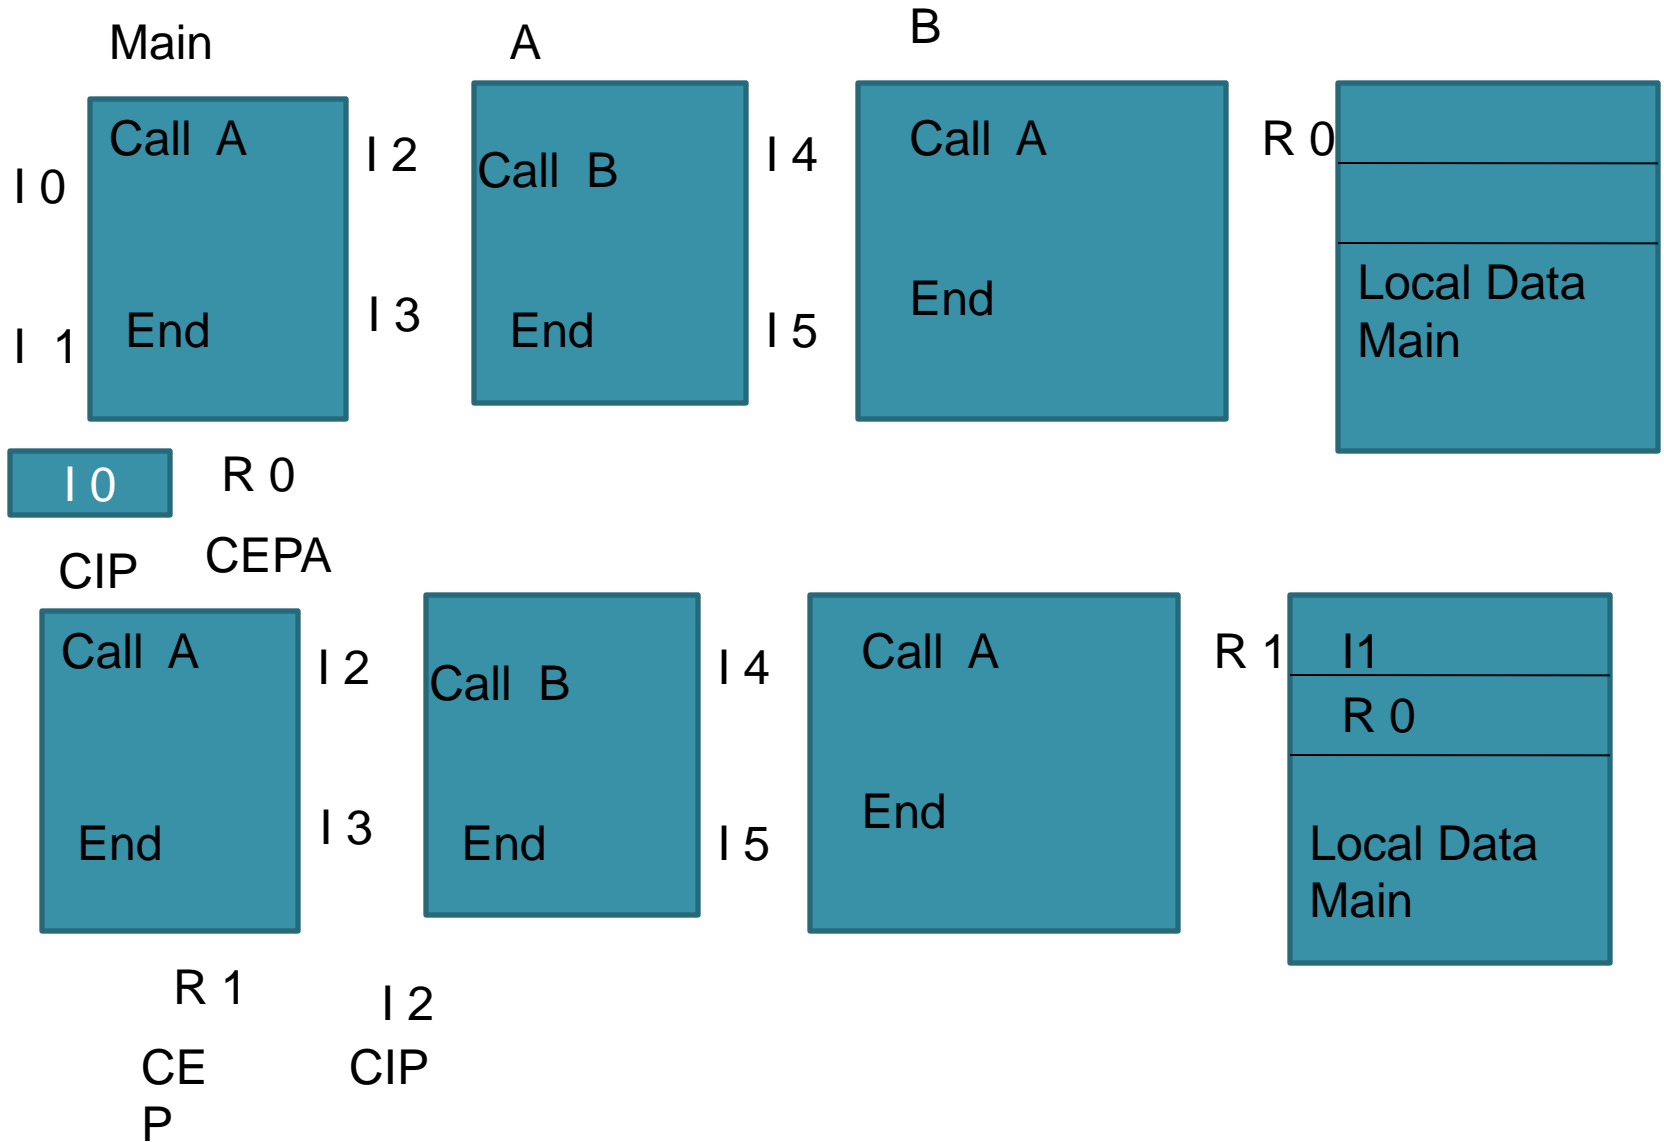 Main
A
B
Call A
I 2
Call B
I 4
Call A
R 0
I 0
I 3
I 5
End
Local Data
Main
I 1
End
End
I 0
R 0
CIP
CEPA
Call A
I 2
Call B
I 4
Call A
R 1
I1
R 0
End
I 3
End
I 5
End
Local Data
Main
R 1
I 2
CE
P
CIP